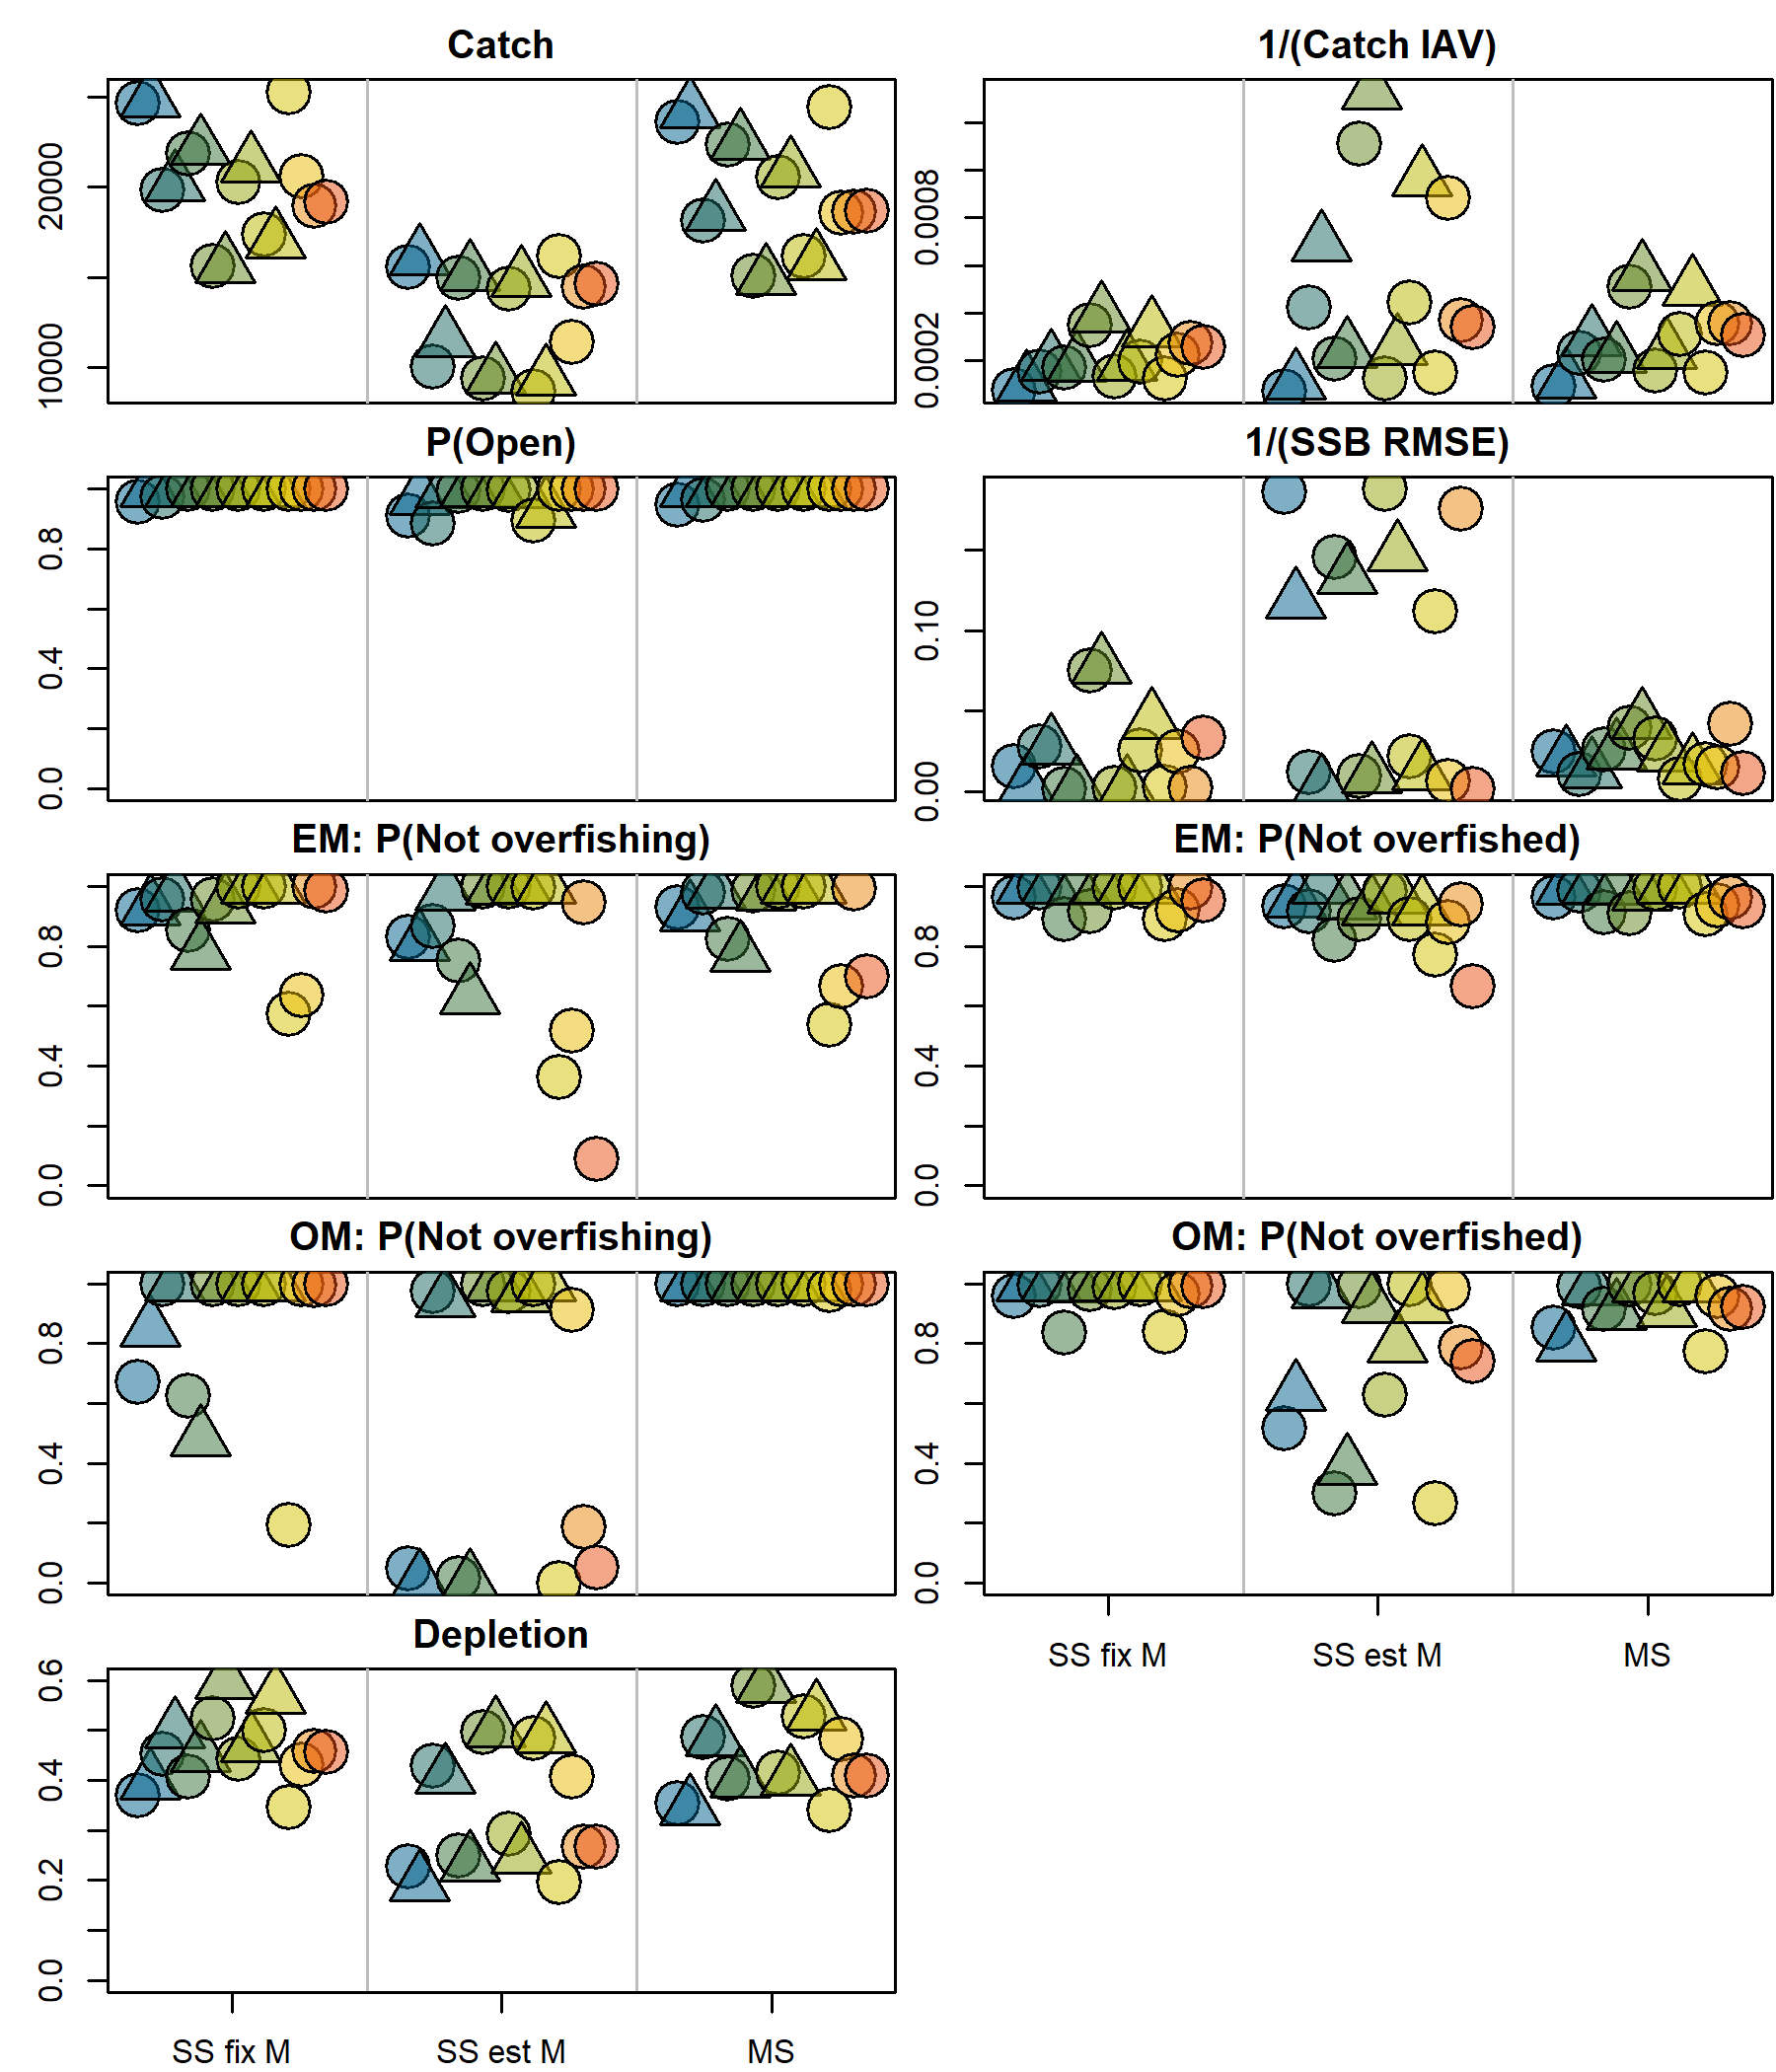 Catch
1/(Catch IAV)
20000
10000
0.0008
0.0002
P(Open)
1/(SSB RMSE)
0.8
0.4
0.0
0.10
0.00
EM: P(Not overfishing)
EM: P(Not overfished)
0.8
0.4
0.0
0.8
0.4
0.0
OM: P(Not overfishing)
OM: P(Not overfished)
0.8
0.4
0.0
0.8
0.4
0.0
Depletion
SS fix M
SS est M
MS
0.6
0.4
0.2
0.0
SS fix M
SS est M
MS